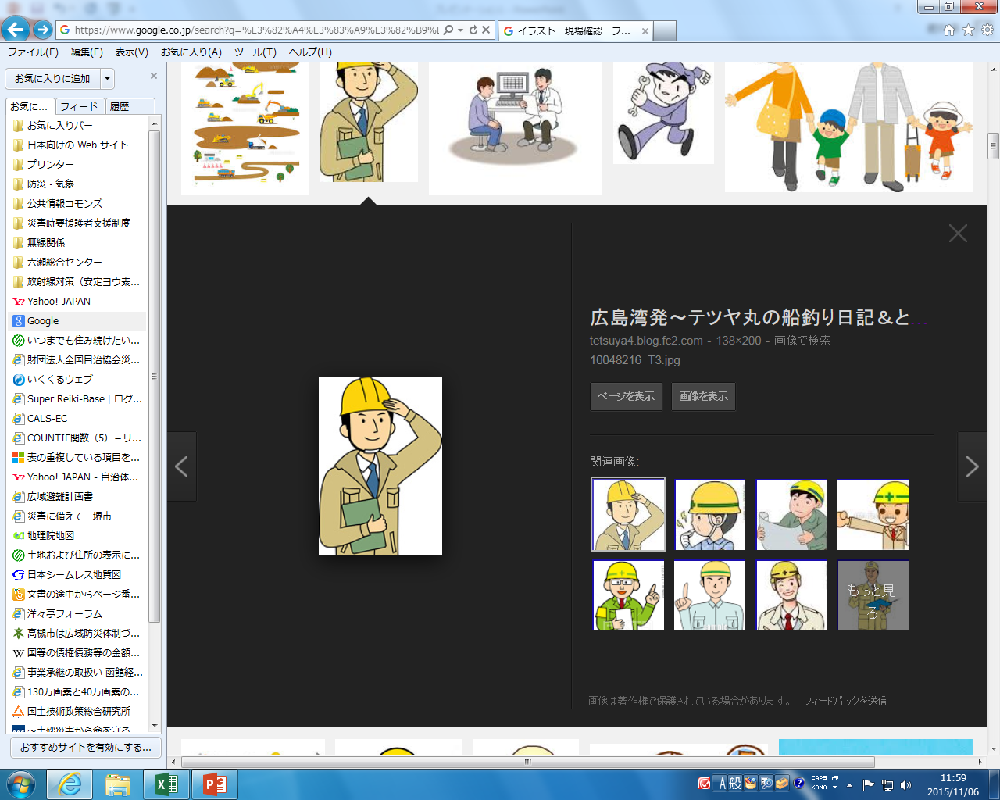 https://www.google.co.jp/search?q=%E3%82%A4%E3%83%A9%E3%82%B9%E
イラスト　現場確認　フ...
ファイル(F) 編集(E) 表示(V) お気に入り(A) ツール(T) ヘルプ(H)
お気に入りに追加
お気に... フィード 履歴
お気に入りバー
日本向けの Web サイト
プリンター
防災・気象
公共情報コモンズ
災害時要援護者支援制度
無線関係
六瀬総合センター
放射線対策（安定ヨウ素...
Yahoo! JAPAN
Google
いつまでも住み続けたい...
財団法人全国自治協会災...
いくくるウェブ
Super Reiki-Base｜ログ...
CALS-EC
COUNTIF関数（5）－リ...
表の重複している項目を...
Yahoo! JAPAN - 自治体...
広域避難計画書
災害に備えて　堺市
地理院地図
土地および住所の表示に...
日本シームレス地質図
文書の途中からページ番...
洋々亭フォーラム
高槻市は広域防災体制づ...
国等の債権債務等の金額...
事業承継の取扱い 函館経...
130万画素と40万画素の...
国土技術政策総合研究所
～土砂災害から命を守る
おすすめサイトを有効にする...
広島湾発～テツヤ丸の船釣り日記＆と...
tetsuya4.blog.fc2.com - 138×200 - 画像で検索
10048216_T3.jpg
ページを表示 画像を表示
関連画像:
もっと見る
画像は著作権で保護されている場合があります。 - フィードバックを送信
A 般 CAPS KANA
11:59
2015/11/06